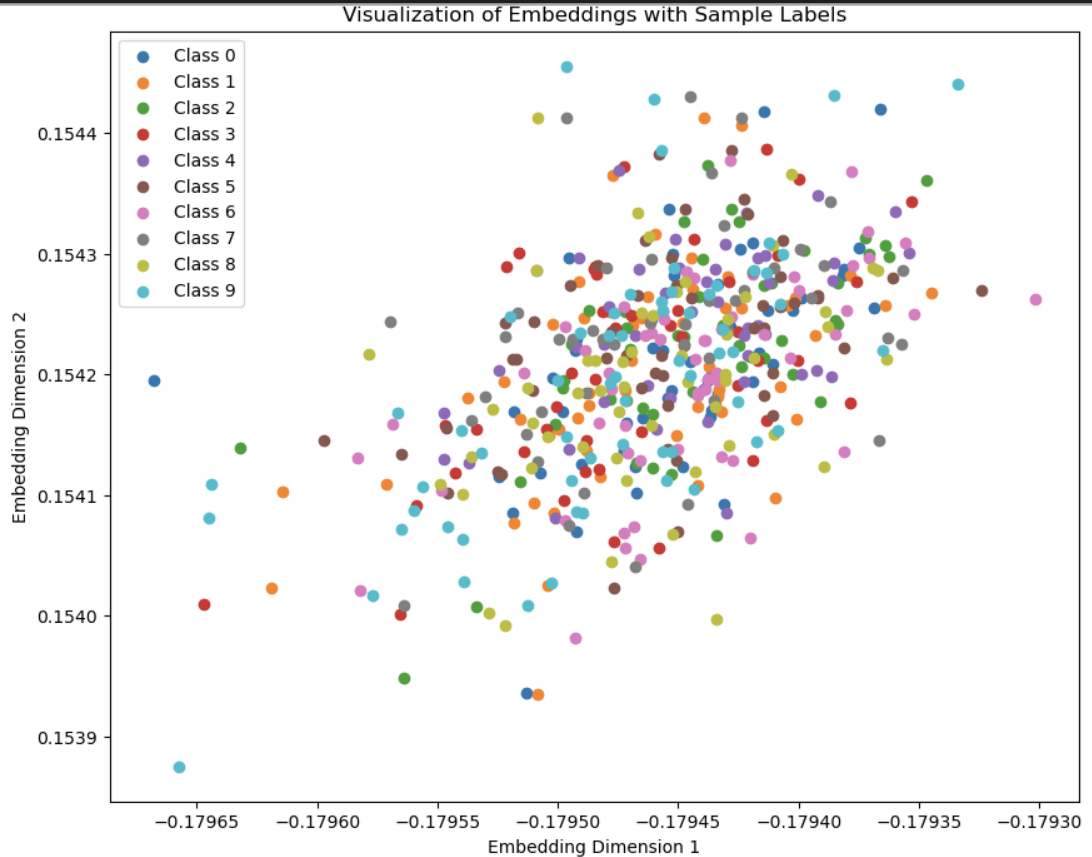 Visualization of Embeddings with Sample Labels
Class 0
Class 1
Class 2
Class 3
Class 4
Class 5
Class 6
Class 7
Class 8
Class 9
Embedding Dimension 2
0.1544
0.1543
0.1542
0.1541
0.1540
0.1539
−0.17965 −0.17960 −0.17955 −0.17950 −0.17945 −0.17940 −0.17935 −0.17930
Embedding Dimension 1